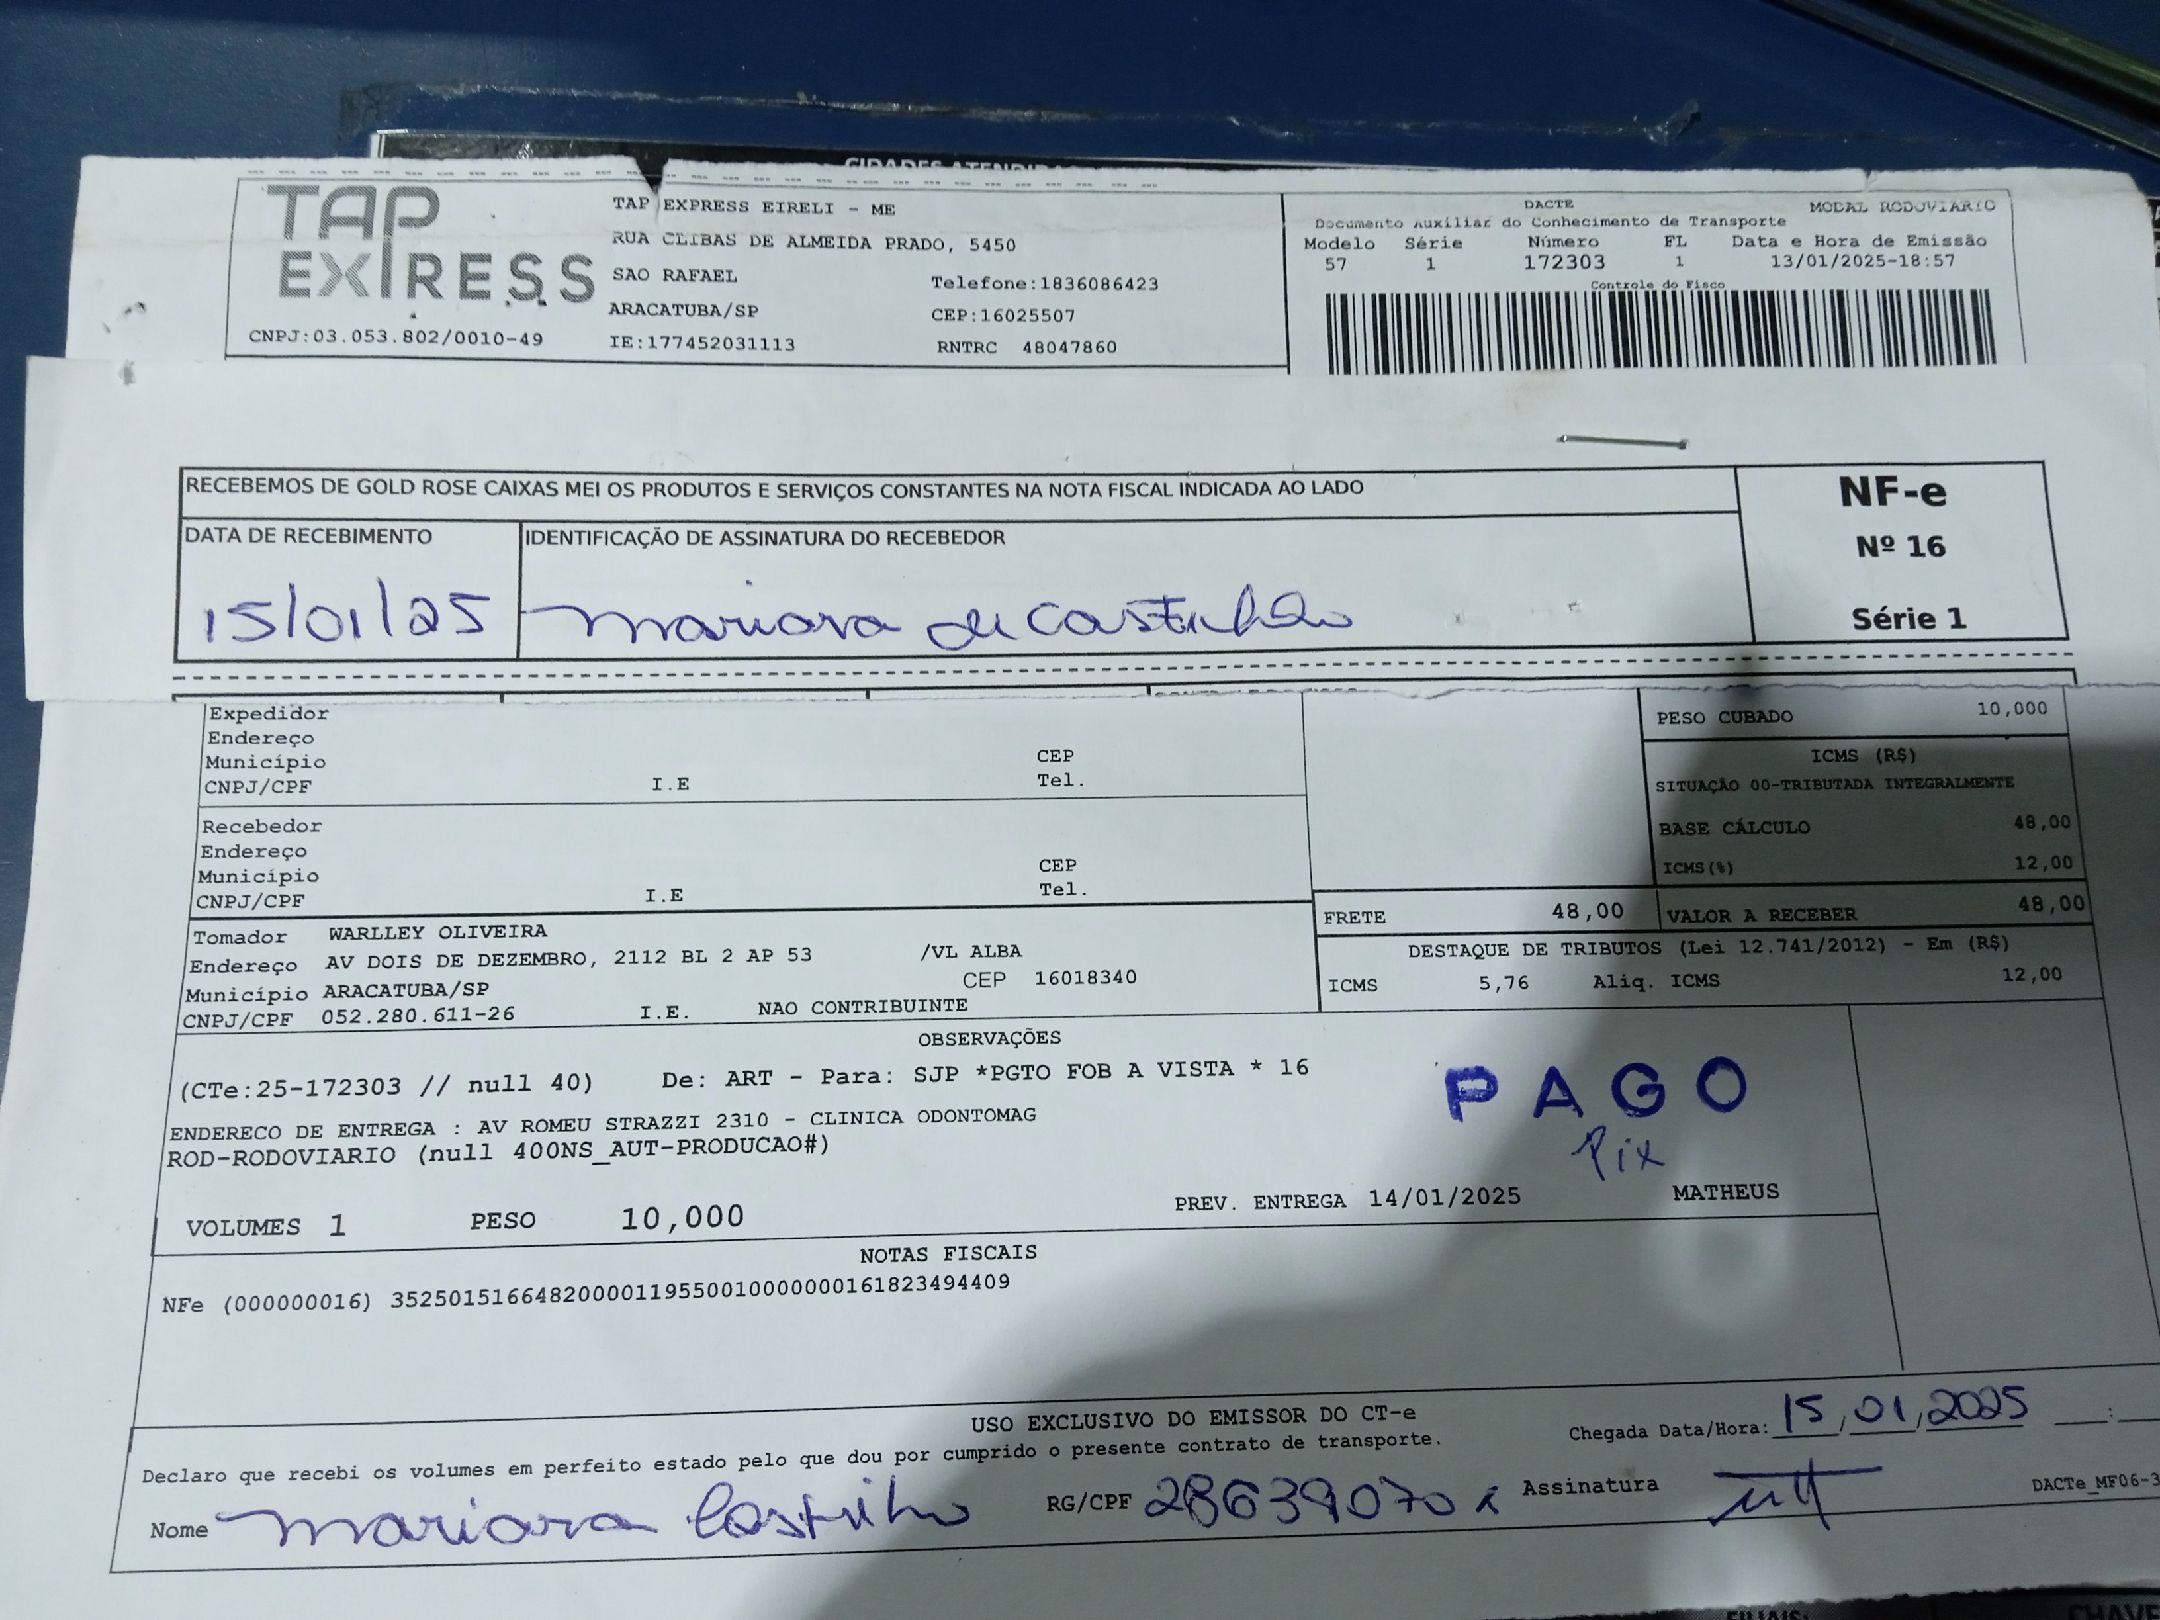 TAP EXPRESS
CNPJ:03.053.802/0010-49
TAP EXPRESS EIRELI - ME
RUA CLIBAS DE ALMEIDA PRADO, 5450
SAO RAFAEL
ARACATUBA/SP
IE:177452031113
Telefone:1836086423
CEP:16025507
RNTRC 48047860
DACTE MODAL RODOVIÁRIO
Documento Auxiliar do Conhecimento de Transporte
Modelo Série Número FL Data e Hora de Emissão
57 1 172303 1 13/01/2025-18:57
Controle do Fisco
RECEBEMOS DE GOLD ROSE CAIXAS MEI OS PRODUTOS E SERVIÇOS CONSTANTES NA NOTA FISCAL INDICADA AO LADO
NF-e
Nº 16
Série 1
DATA DE RECEBIMENTO
15/01/25
IDENTIFICAÇÃO DE ASSINATURA DO RECEBEDOR
Expedidor
Endereço
Município CEP
CNPJ/CPF I.E Tel.
Recebedor
Endereço
Município CEP
CNPJ/CPF I.E Tel.
PESO CUBADO 10,000
ICMS (R$)
SITUAÇÃO 00-TRIBUTADA INTEGRALMENTE
BASE CÁLCULO 48,00
ICMS(%) 12,00
FRETE 48,00 VALOR A RECEBER 48,00
DESTAQUE DE TRIBUTOS (Lei 12.741/2012) - Em (R$)
ICMS 5,76 Aliq. ICMS 12,00
Tomador WARLLEY OLIVEIRA
Endereço AV DOIS DE DEZEMBRO, 2112 BL 2 AP 53 /VL ALBA
Município ARACATUBA/SP CEP 16018340
CNPJ/CPF 052.280.611-26 I.E. NAO CONTRIBUINTE
OBSERVAÇÕES
(CTe:25-172303 // null 40) De: ART - Para: SJP *PGTO FOB A VISTA * 16
ENDERECO DE ENTREGA : AV ROMEU STRAZZI 2310 - CLINICA ODONTOMAG
ROD-RODOVIARIO (null 400NS_AUT-PRODUCAO#)
PAGO
Pix
VOLUMES 1 PESO 10,000 PREV. ENTREGA 14/01/2025 MATHEUS
NOTAS FISCAIS
NFe (000000016) 35250151664820000119550010000000161823494409
USO EXCLUSIVO DO EMISSOR DO CT-e
Declaro que recebi os volumes em perfeito estado pelo que dou por cumprido o presente contrato de transporte.
Chegada Data/Hora: 15/01/2025 __:__
Nome RG/CPF 28639070 x Assinatura
DACTe_MF06-3